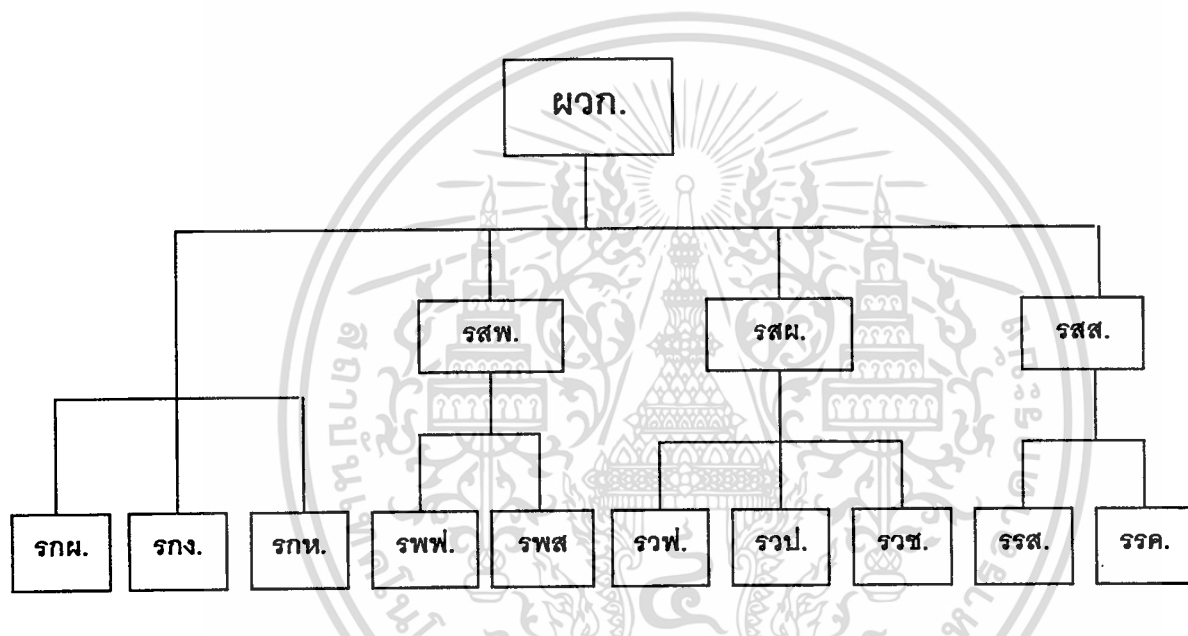 ผวก.
รสพ.
รสผ.
รสส.
รกผ.
รกง.
รกห.
รพฟ.
รพส
รวฟ.
รวป.
รวช.
รรส.
รรค.